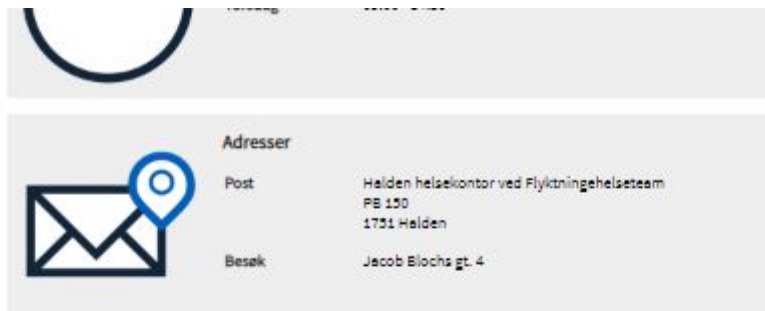 Adresser
Post
Halden helsekontor ved Flyktningehelseteam
PB 150
1751 Halden
Besøk
Jacob Blochs gt. 4